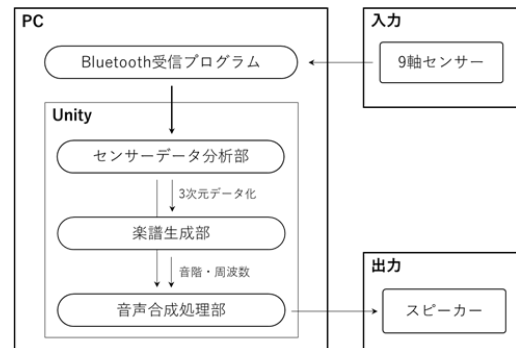 PC
Bluetooth受信プログラム
Unity
センサーデータ分析部
3次元データ化
楽譜生成部
音階・周波数
音声合成処理部
入力
9軸センサー
出力
スピーカー